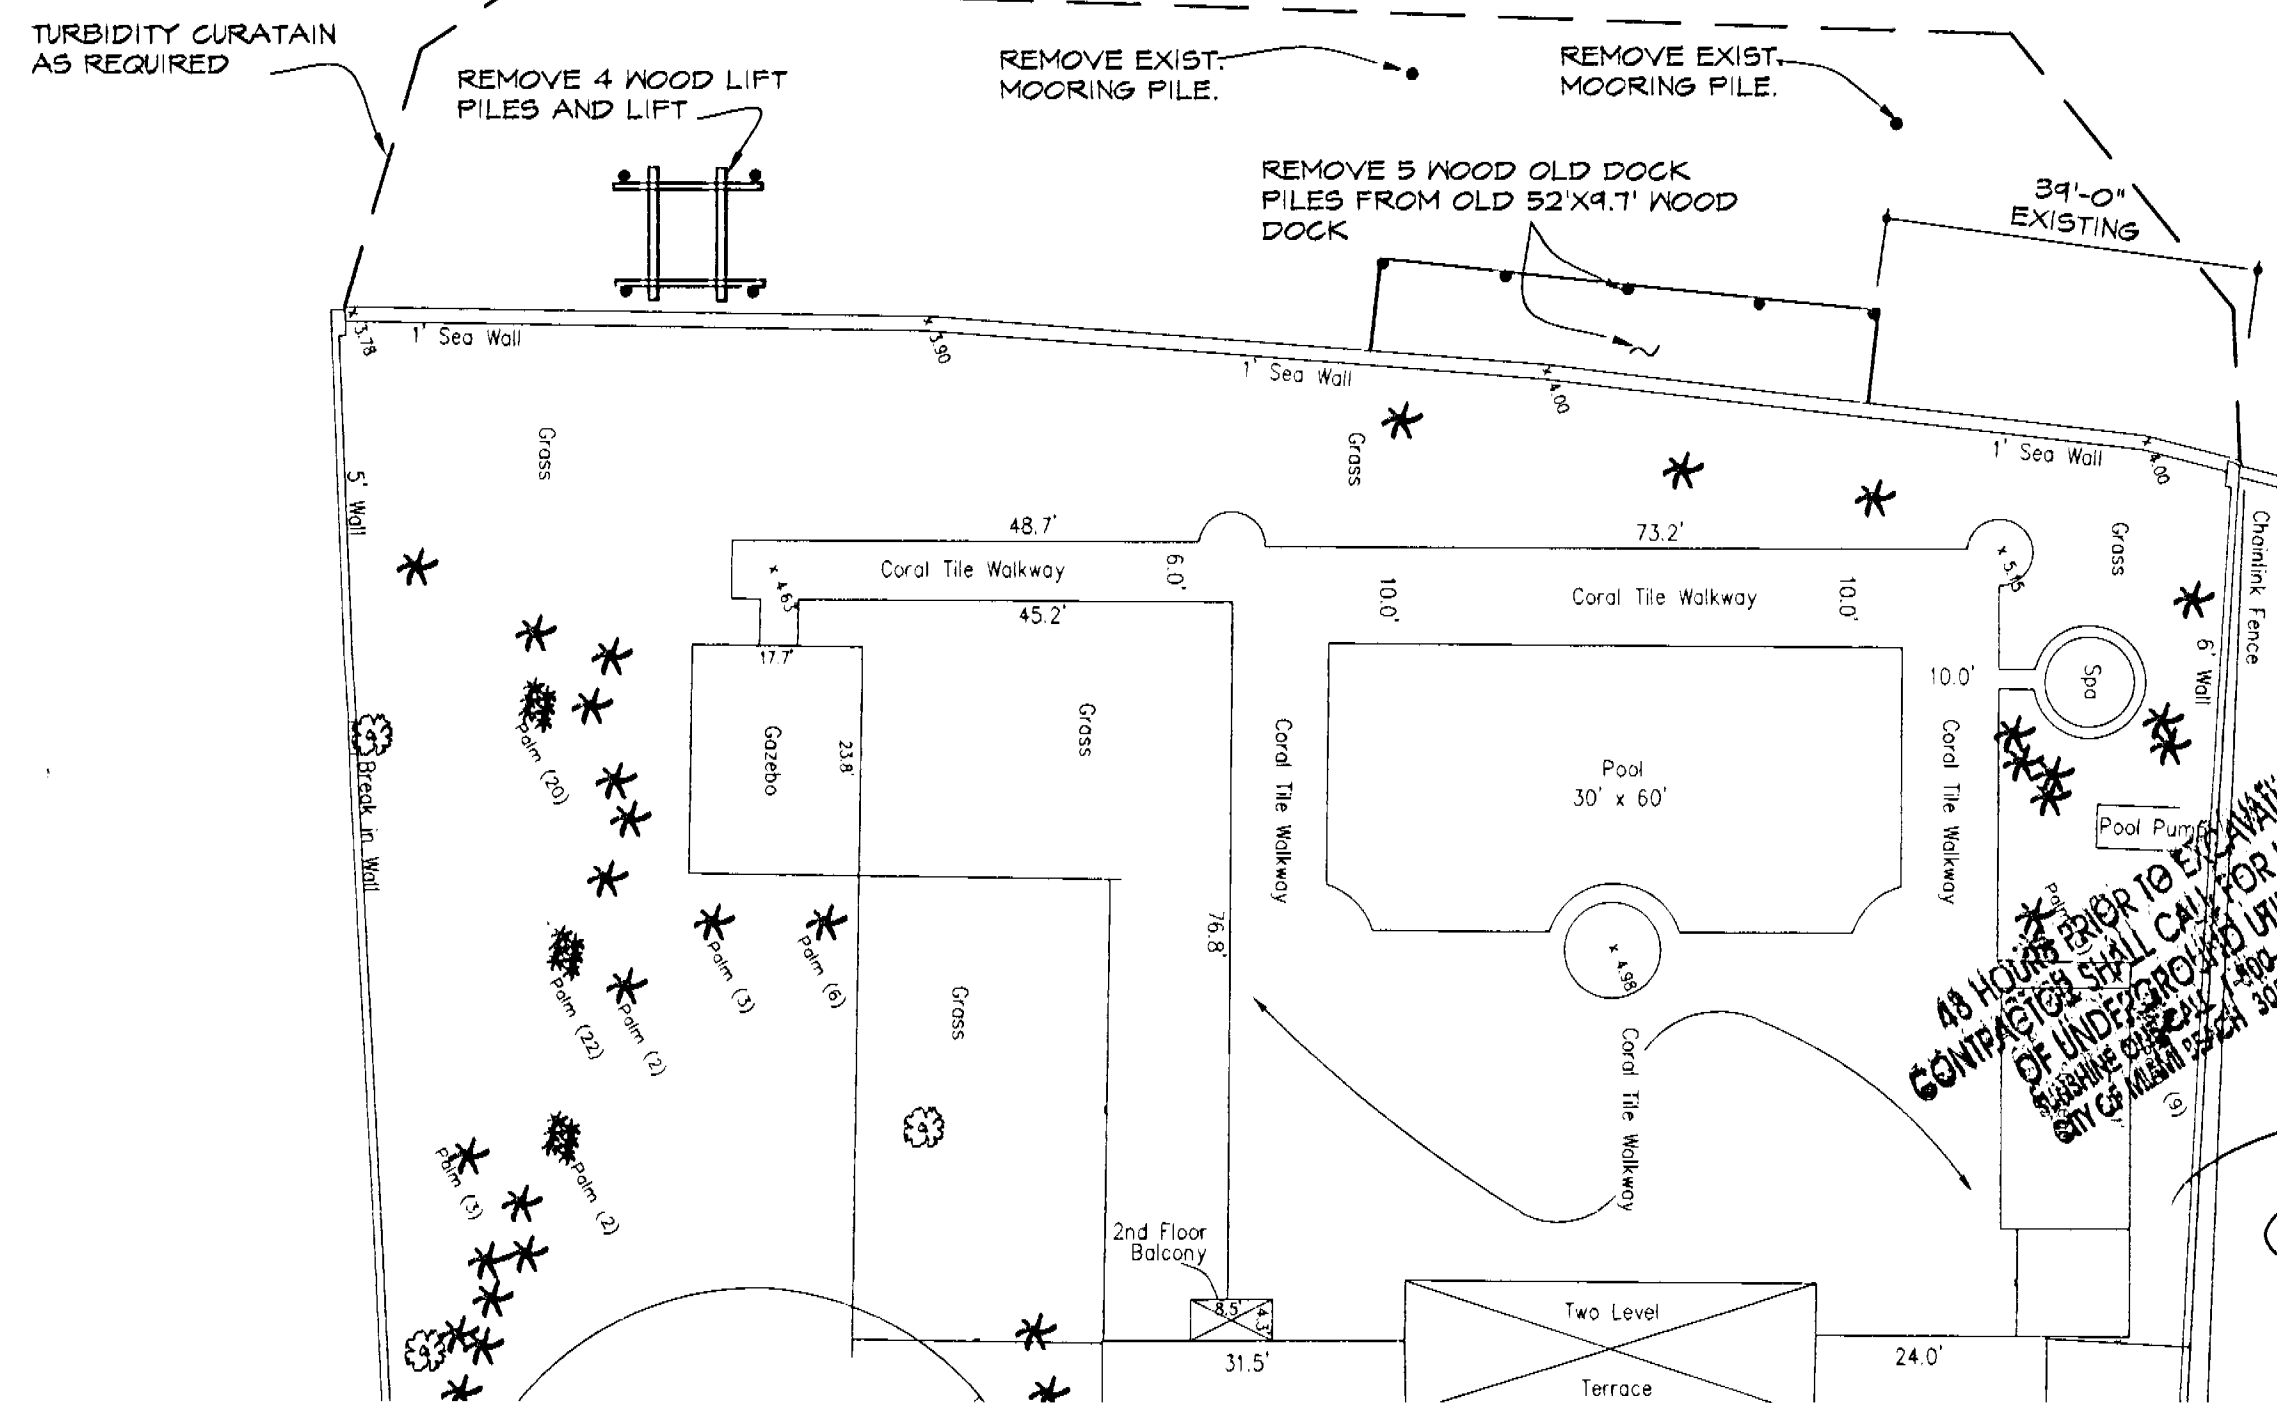 TURBIDITY CURATAIN
AS REQUIRED
REMOVE 4 WOOD LIFT
PILES AND LIFT
REMOVE EXIST.
MOORING PILE.
REMOVE EXIST.
MOORING PILE.
REMOVE 5 WOOD OLD DOCK
PILES FROM OLD 52'X9.7' WOOD
DOCK
39'-0"
EXISTING
3.78
1' Sea Wall
3.90
1' Sea Wall
4.00
1' Sea Wall
4.00
Grass
Grass
Grass
5' Wall
Chainlink Fence
6' Wall
48.7'
73.2'
Coral Tile Walkway
6.0'
4.63
45.2'
10.0'
Coral Tile Walkway
10.0'
5.15
17.7'
10.0'
Spa
Gazebo
23.8'
Grass
Coral Tile Walkway
Pool
30' x 60'
Coral Tile Walkway
Palm (20)
Break in Wall
Pool Pump
76.8'
4.98
Palm (3)
Palm (6)
Palm (22)
Palm (2)
Grass
Coral Tile Walkway
48 HOURS PRIOR TO
CONTRACTOR SHALL CALL FOR
OF UNDERGROUND
CITY OF MIAMI BEACH
(9)
Palm (3)
Palm (2)
2nd Floor
Balcony
8.5'
4.3'
31.5'
Two Level
Terrace
24.0'